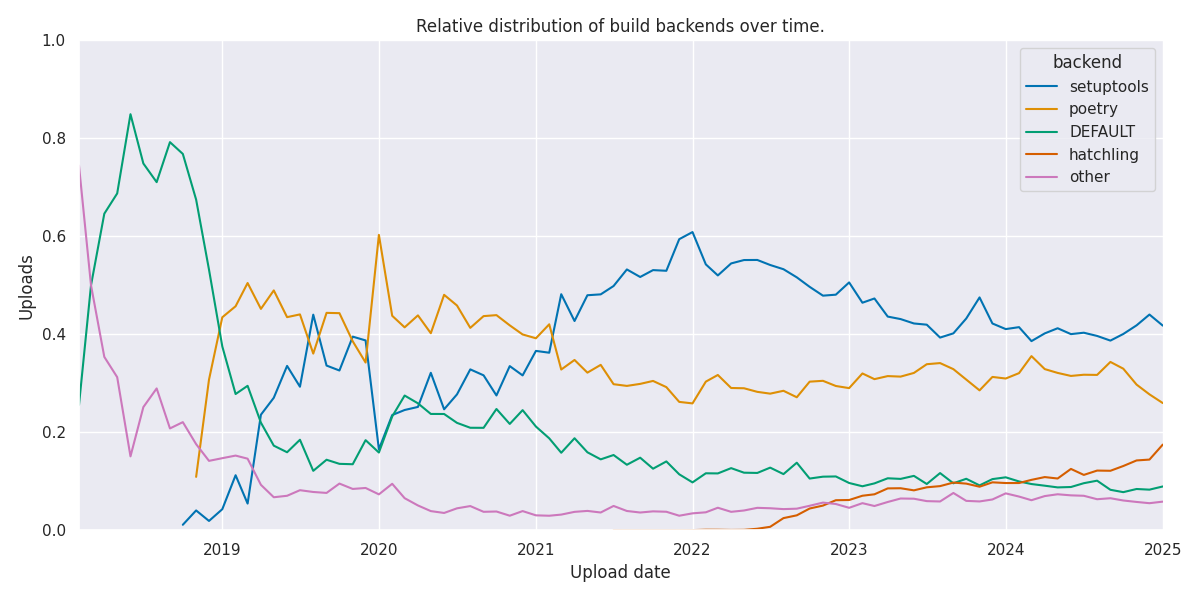 Relative distribution of build backends over time.
1.0
0.8
0.6
0.4
0.2
0.0
Uploads
backend
setuptools
poetry
DEFAULT
hatchling
other
2019
2020
2021
2022
2023
2024
2025
Upload date